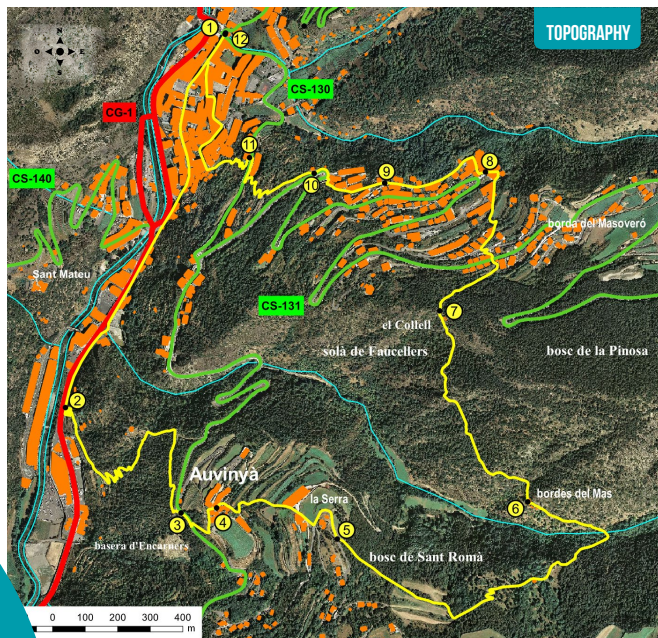 TOPOGRAPHY
N
O E
S
1
12
CS-130
CG-1
11
CS-140
10
9
8
borda del Masoveró
Sant Mateu
CS-131
7
el Collell
solà de Faucellers
bosc de la Pinosa
2
Auvinyà
la Serra
bordes del Mas
6
3
4
5
basera d'Encarners
bosc de Sant Romà
0 100 200 300 400
m